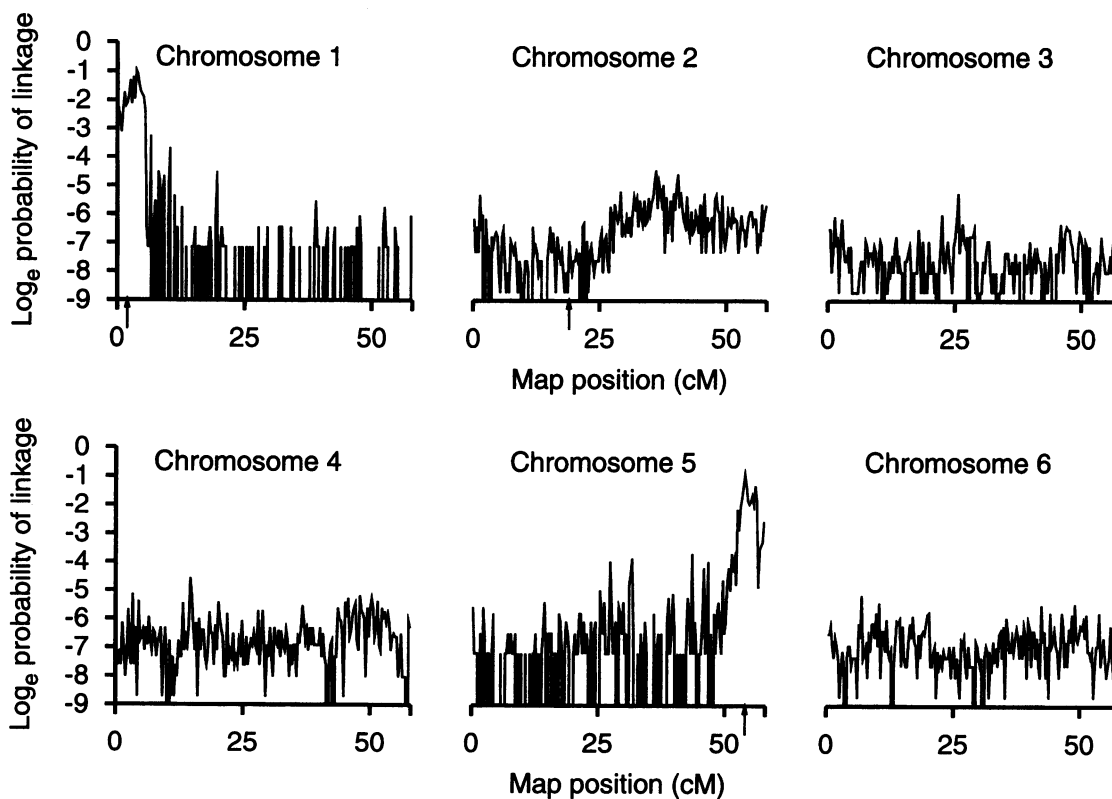 Chromosome 1
Chromosome 2
Chromosome 3
Log_e probability of linkage
0
-1
-2
-3
-4
-5
-6
-7
-8
-9
0 25 50
0 25 50
0 25 50
Map position (cM)
Chromosome 4
Chromosome 5
Chromosome 6
Log_e probability of linkage
0
-1
-2
-3
-4
-5
-6
-7
-8
-9
0 25 50
0 25 50
0 25 50
Map position (cM)